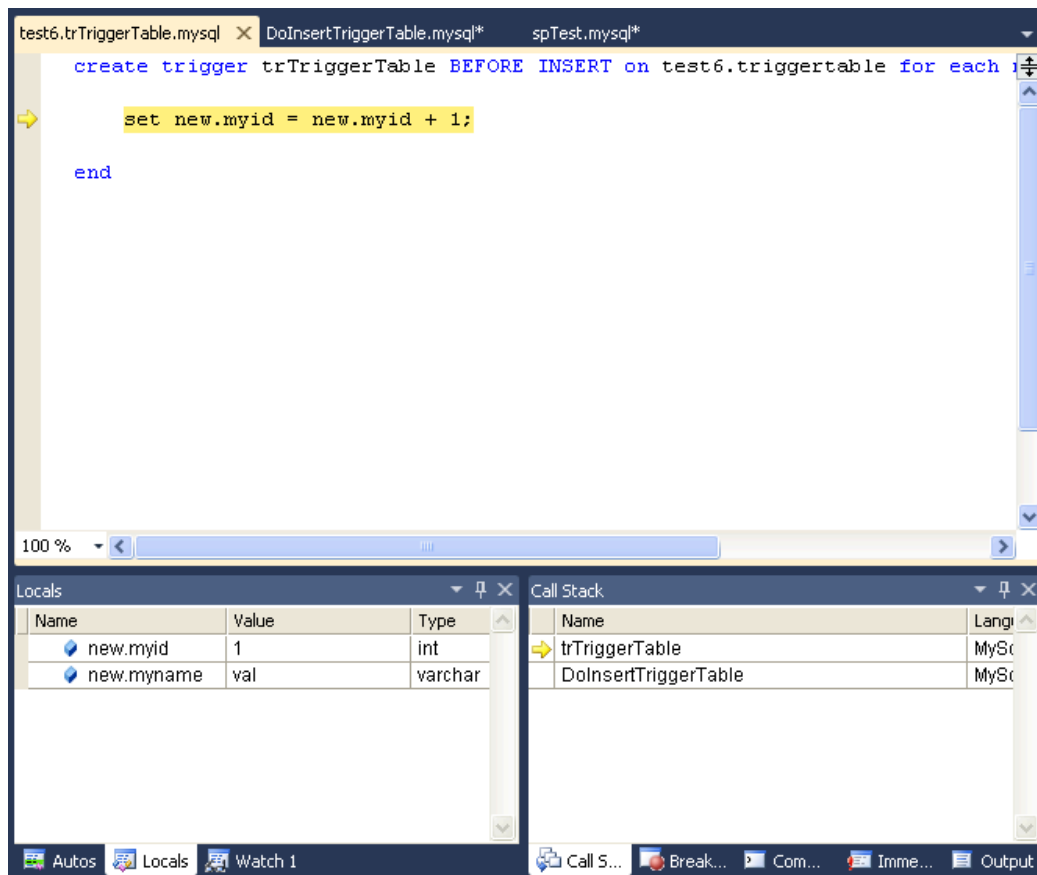 test6.trTriggerTable.mysql DoInsertTriggerTable.mysql* spTest.mysql*
create trigger trTriggerTable BEFORE INSERT on test6.triggertable for each
set new.myid = new.myid + 1;
end
100 %
Locals
Name Value Type
new.myid 1 int
new.myname val varchar
Autos Locals Watch 1
Call Stack
Name
trTriggerTable
DoInsertTriggerTable
Call S... Break... Com... Imme... Output